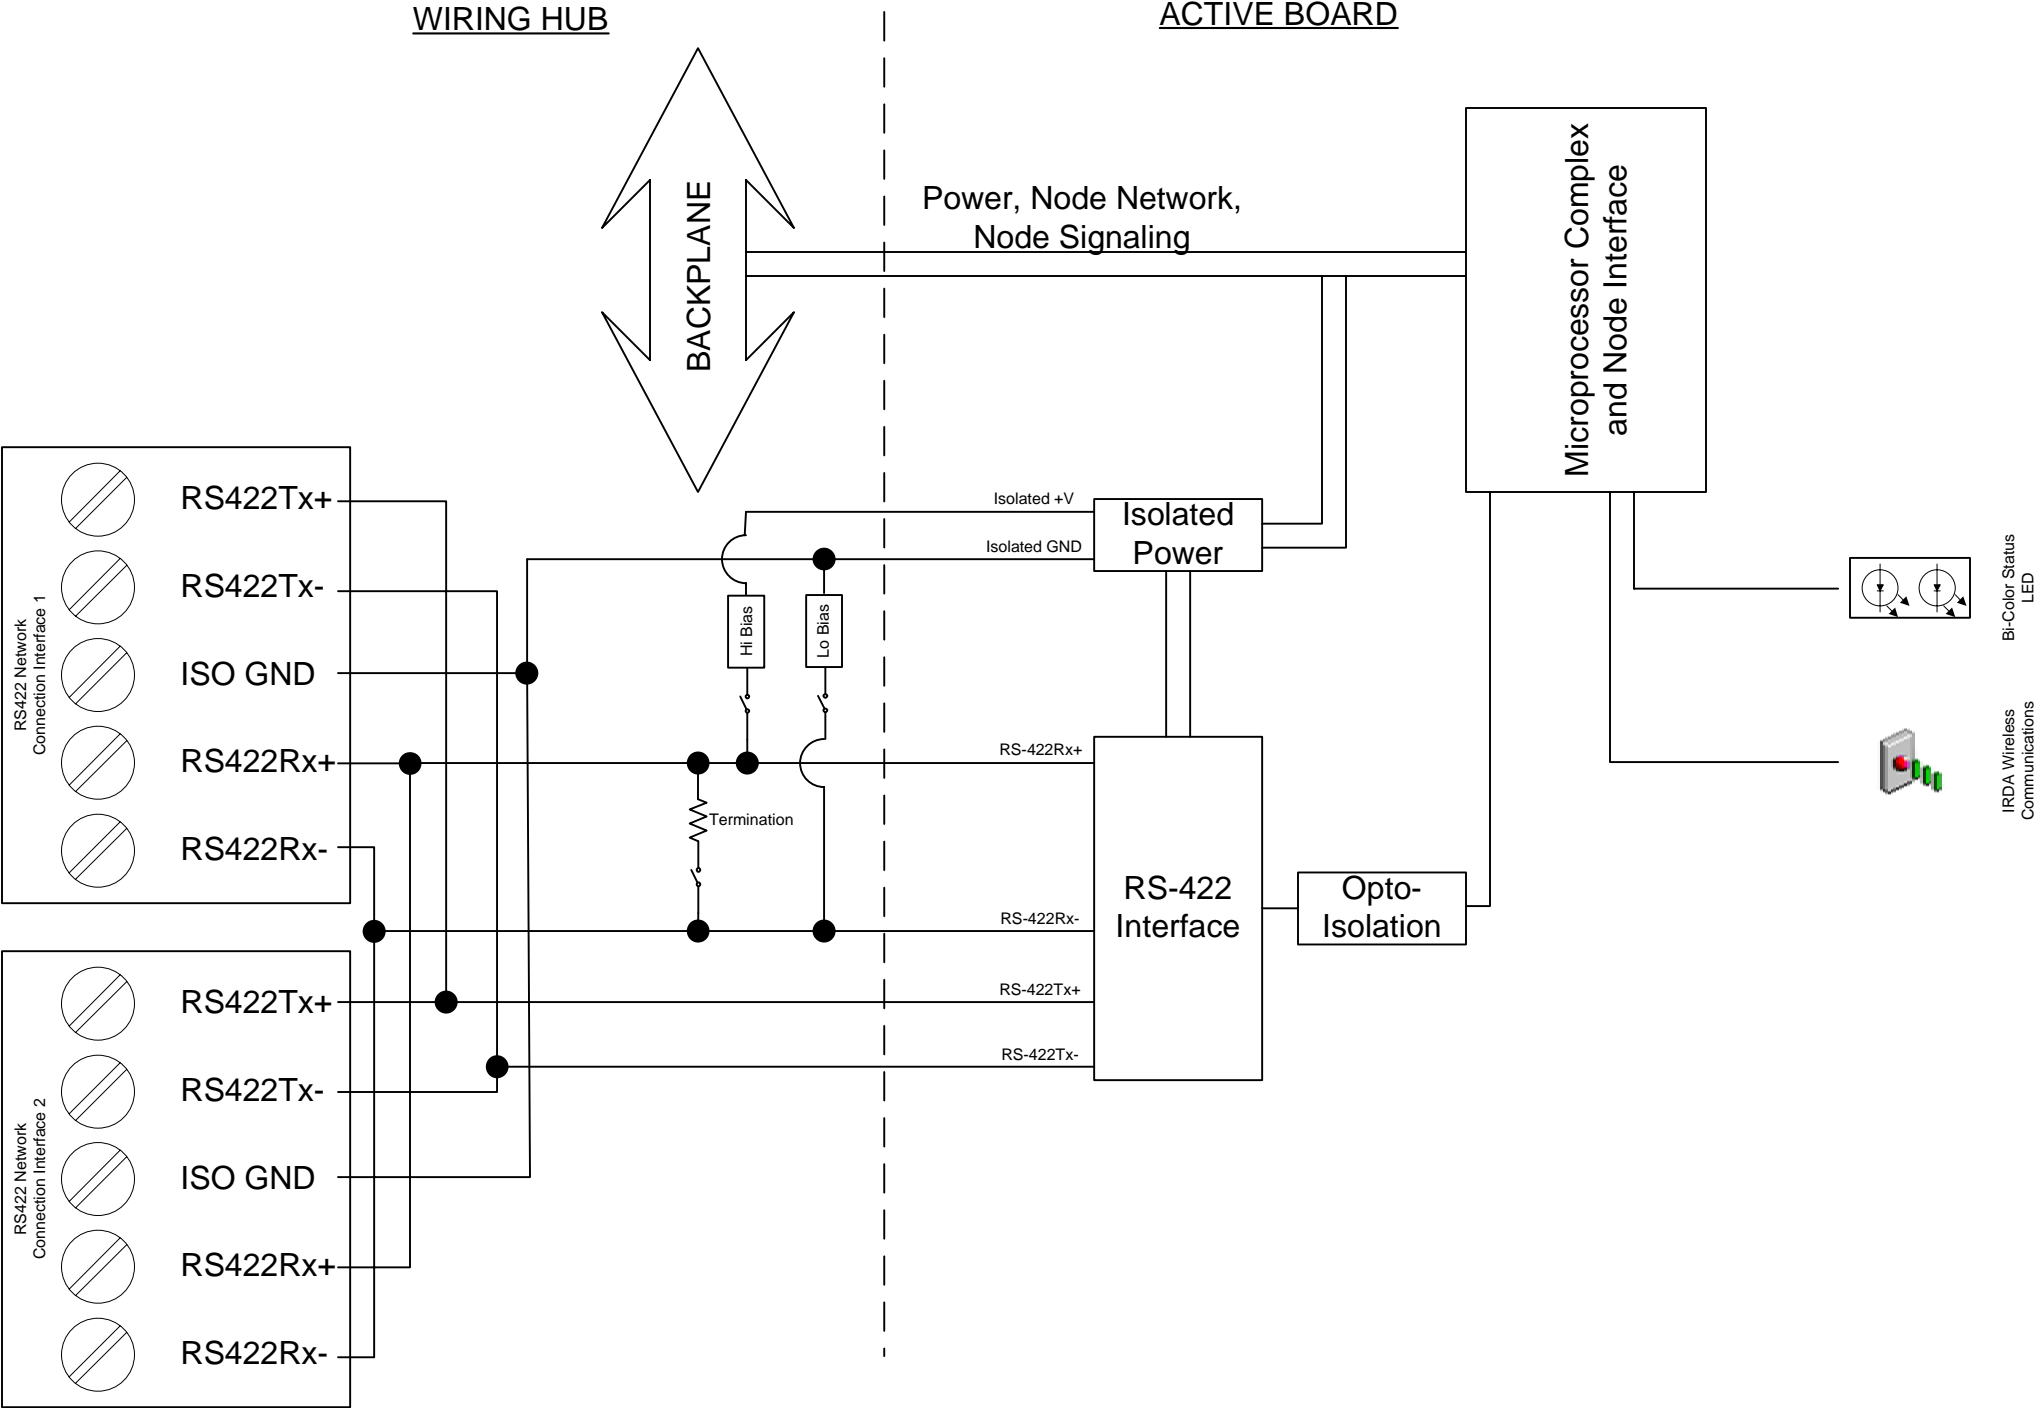 WIRING HUB
ACTIVE BOARD
BACKPLANE
Power, Node Network,
Node Signaling
Microprocessor Complex
and Node Interface
RS422 Network
Connection Interface 1
RS422Tx+
RS422Tx-
ISO GND
RS422Rx+
RS422Rx-
Isolated +V
Isolated GND
Isolated
Power
Hi Bias
Lo Bias
Termination
RS-422Rx+
RS-422Rx-
RS-422Tx+
RS-422Tx-
RS-422
Interface
Opto-
Isolation
Bi-Color Status
LED
IRDA Wireless
Communications
RS422 Network
Connection Interface 2
RS422Tx+
RS422Tx-
ISO GND
RS422Rx+
RS422Rx-